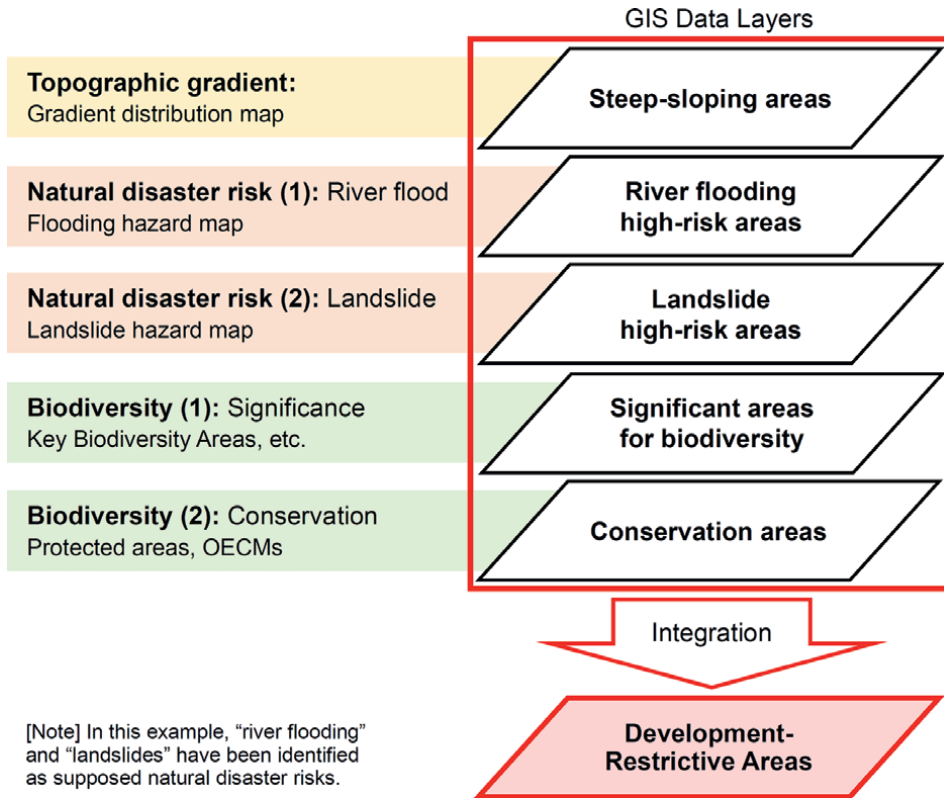 GIS Data Layers
Topographic gradient:
Gradient distribution map
Steep-sloping areas
Natural disaster risk (1): River flood
Flooding hazard map
River flooding
high-risk areas
Natural disaster risk (2): Landslide
Landslide hazard map
Landslide
high-risk areas
Biodiversity (1): Significance
Key Biodiversity Areas, etc.
Significant areas
for biodiversity
Biodiversity (2): Conservation
Protected areas, OECMs
Conservation areas
Integration
[Note] In this example, “river flooding”
and “landslides” have been identified
as supposed natural disaster risks.
Development-
Restrictive Areas